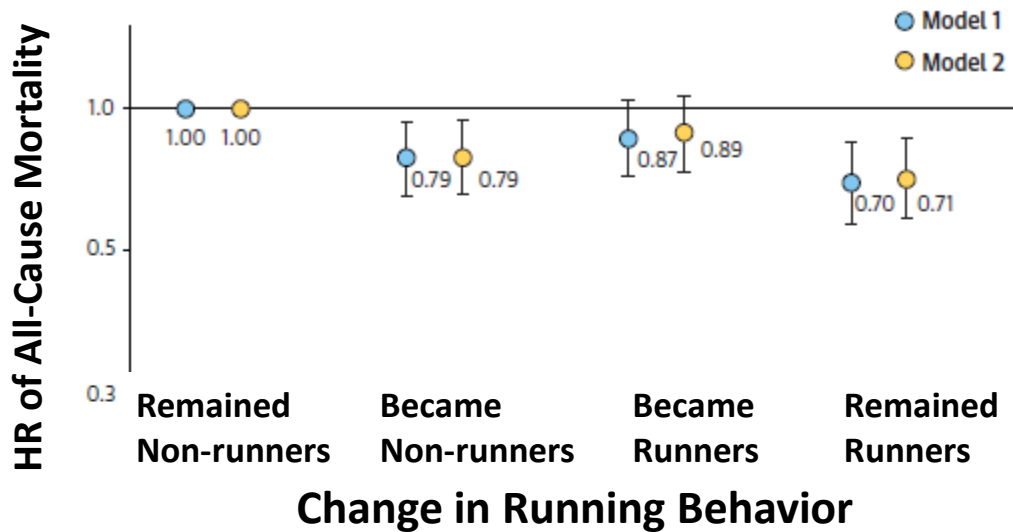 HR of All-Cause Mortality
Model 1
Model 2
1.0
1.00 1.00
0.79 0.79
0.87 0.89
0.70 0.71
0.5
0.3
Remained Non-runners
Became Non-runners
Became Runners
Remained Runners
Change in Running Behavior